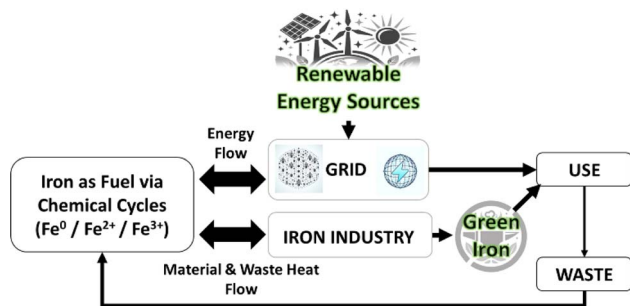 Renewable
Energy Sources
Energy
Flow
GRID
USE
Iron as Fuel via
Chemical Cycles
(Fe⁰ / Fe²⁺ / Fe³⁺)
IRON INDUSTRY
Green
Iron
Material & Waste Heat
Flow
WASTE